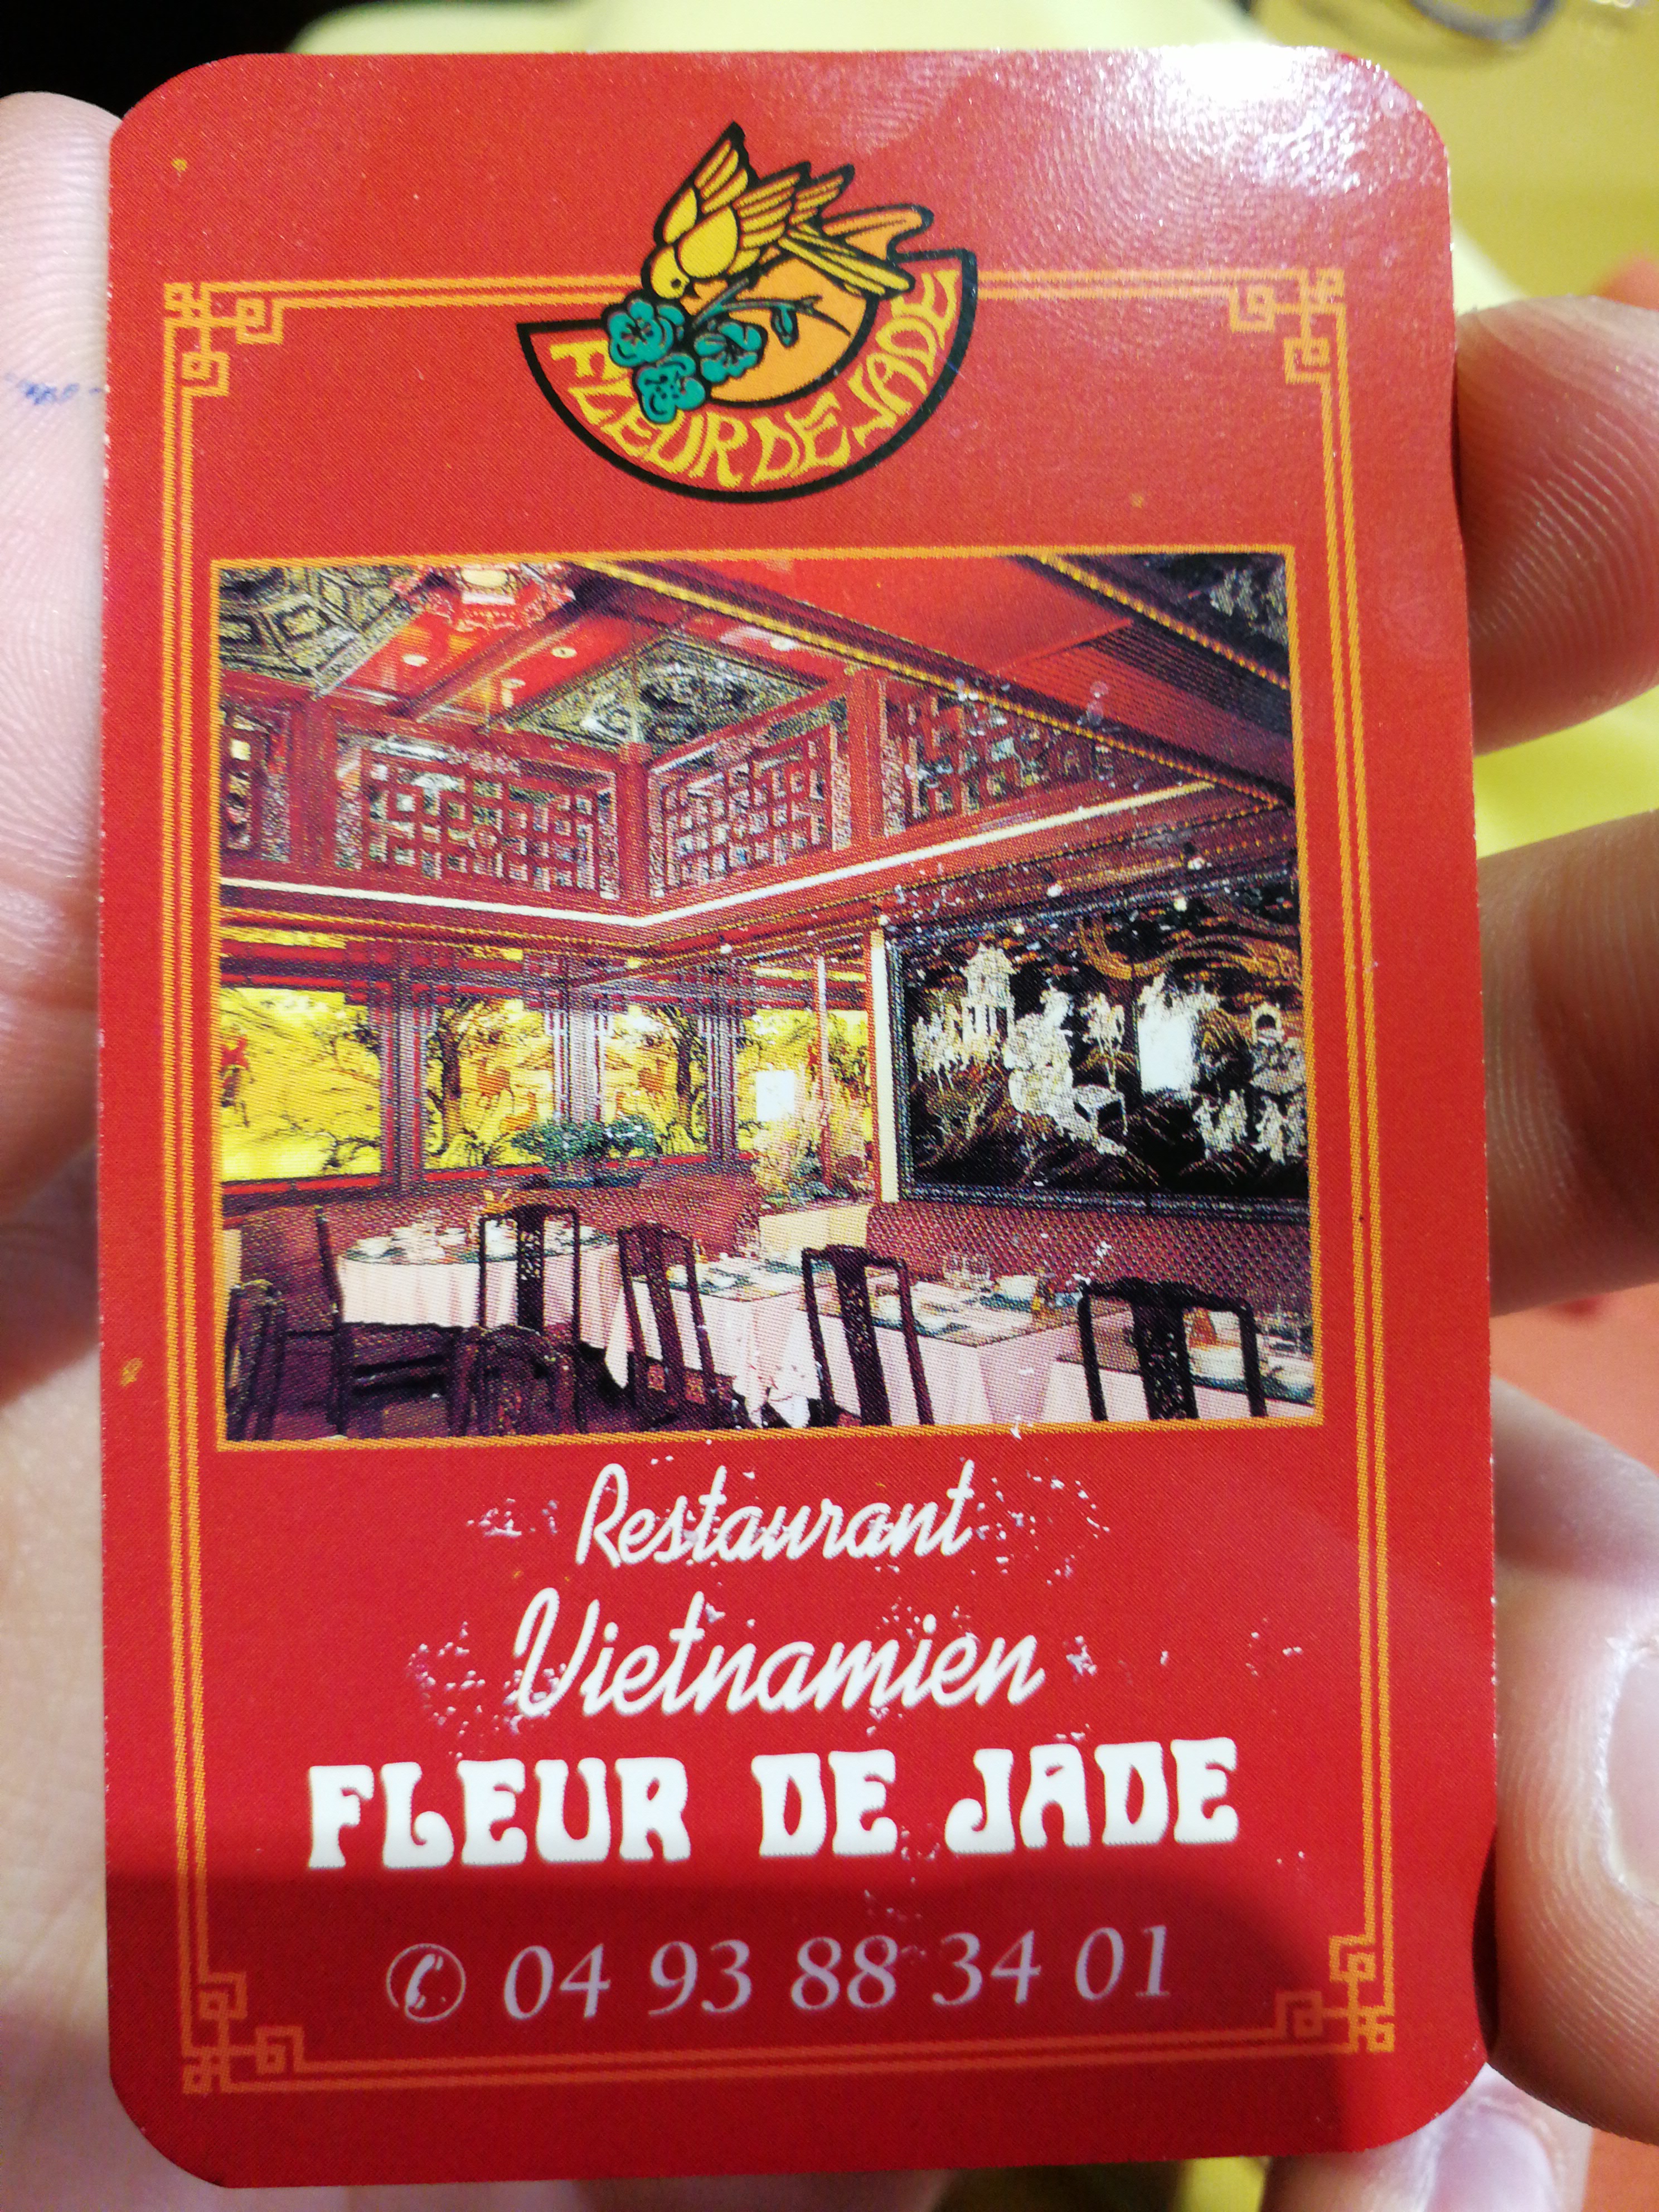 FLEUR DE JADE
Restaurant
Vietnamien
FLEUR DE JADE
04 93 88 34 01